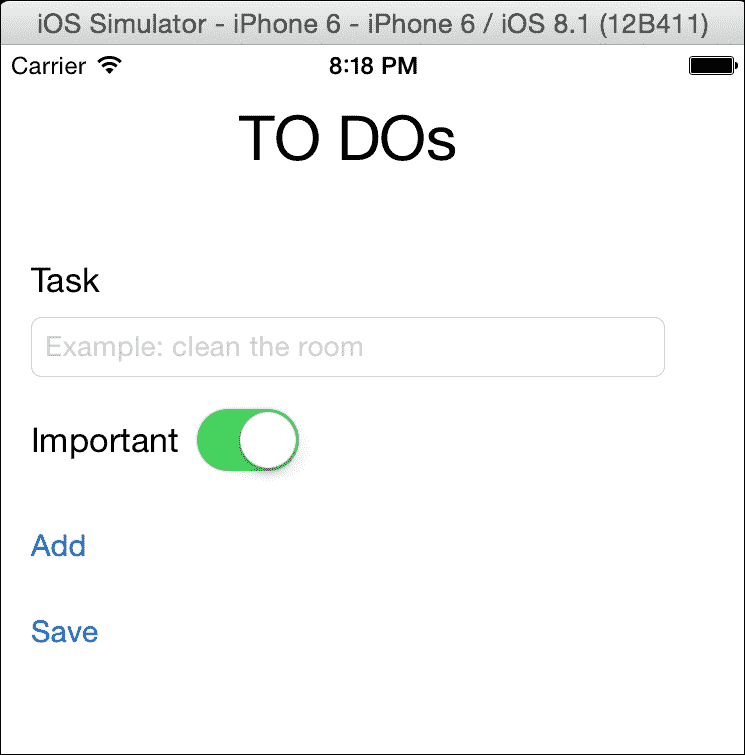 iOS Simulator - iPhone 6 - iPhone 6 / iOS 8.1 (12B411)
Carrier 8:18 PM
TO DOs
Task
Example: clean the room
Important
Add
Save